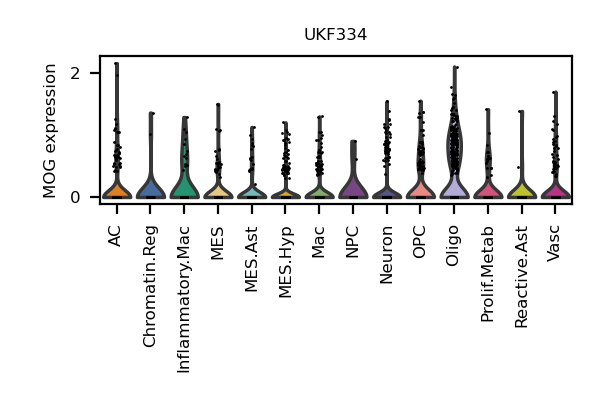 UKF334
MOG expression
2
0
AC
Chromatin.Reg
Inflammatory.Mac
MES
MES.Ast
MES.Hyp
Mac
NPC
Neuron
OPC
Oligo
Prolif.Metab
Reactive.Ast
Vasc